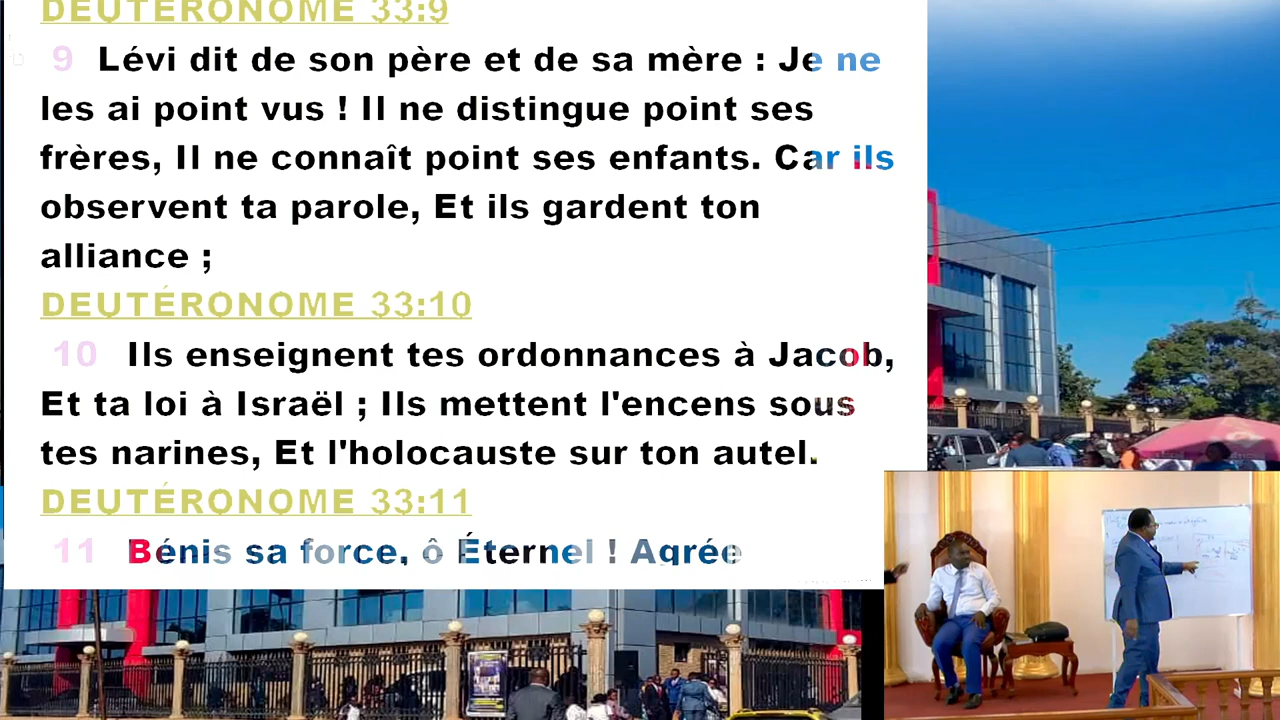 DEUTÉRONOME 33:9
9 Lévi dit de son père et de sa mère : Je ne
les ai point vus ! Il ne distingue point ses
frères, Il ne connaît point ses enfants. Car ils
observent ta parole, Et ils gardent ton
alliance ;
DEUTÉRONOME 33:10
10 Ils enseignent tes ordonnances à Jacob,
Et ta loi à Israël ; Ils mettent l'encens sous
tes narines, Et l'holocauste sur ton autel.
DEUTÉRONOME 33:11
11 Bénis sa force, ô Éternel ! Agrée